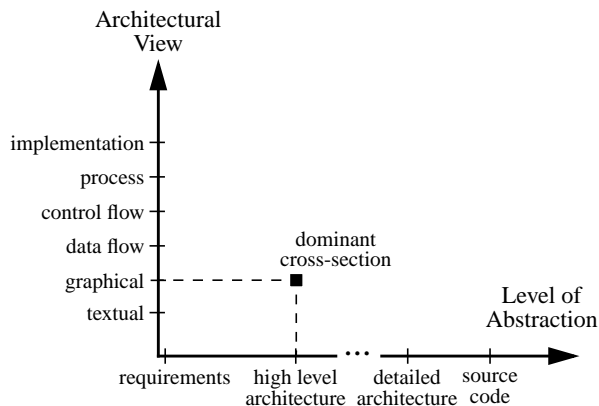 Architectural
View
implementation
process
control flow
data flow
dominant
cross-section
graphical
textual
Level of
Abstraction
...
requirements
high level
architecture
detailed
architecture
source
code